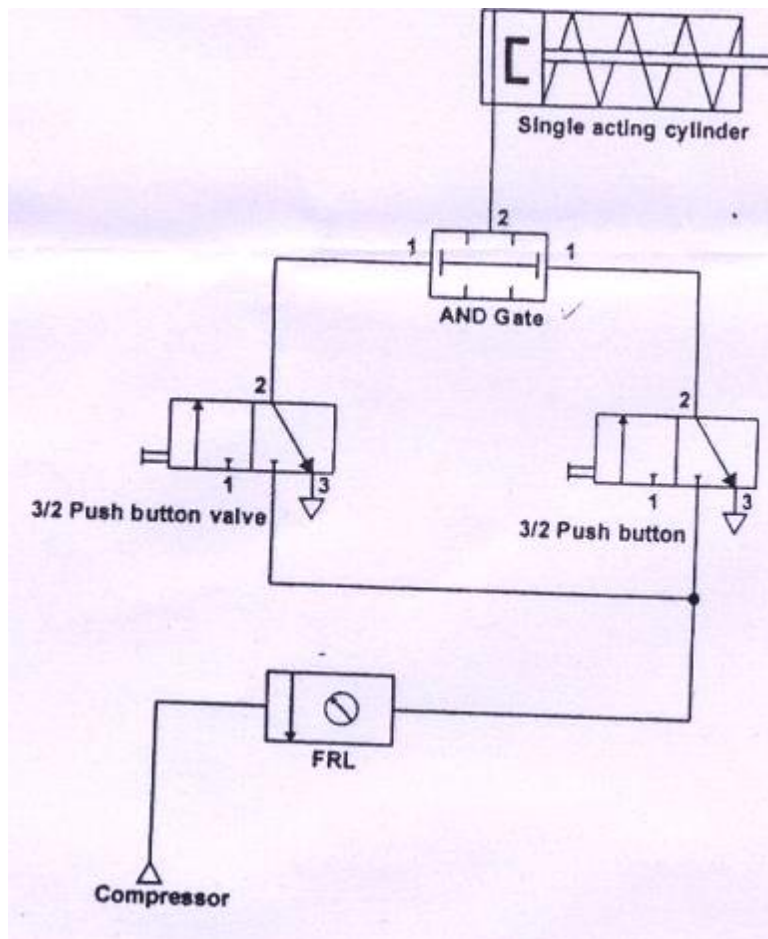 Single acting cylinder
2
1
1
AND Gate
2
2
1
3
3/2 Push button valve
1
3
3/2 Push button
FRL
Compressor